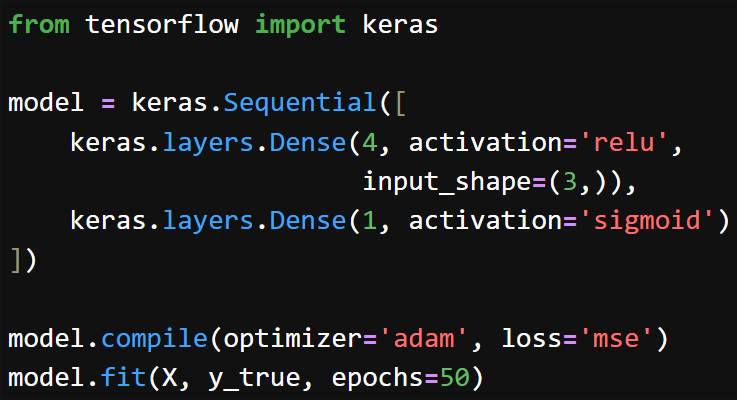 from tensorflow import keras

model = keras.Sequential([
    keras.layers.Dense(4, activation='relu',
                       input_shape=(3,)),
    keras.layers.Dense(1, activation='sigmoid')
])

model.compile(optimizer='adam', loss='mse')
model.fit(X, y_true, epochs=50)